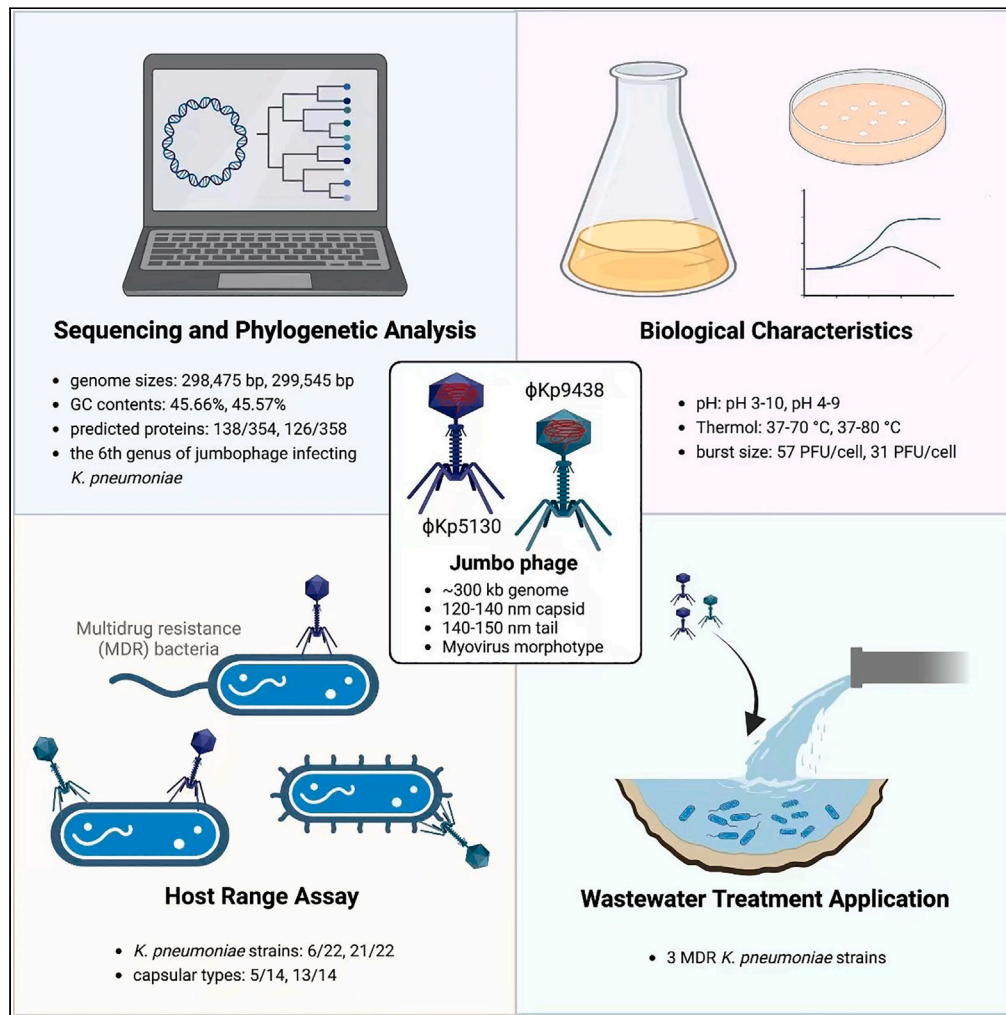 Sequencing and Phylogenetic Analysis
• genome sizes: 298,475 bp, 299,545 bp
• GC contents: 45.66%, 45.57%
• predicted proteins: 138/354, 126/358
• the 6th genus of jumbophage infecting
K. pneumoniae
Biological Characteristics
• pH: pH 3-10, pH 4-9
• Thermol: 37-70 °C, 37-80 °C
• burst size: 57 PFU/cell, 31 PFU/cell
ϕKp9438
ϕKp5130
Jumbo phage
• ~300 kb genome
• 120-140 nm capsid
• 140-150 nm tail
• Myovirus morphotype
Multidrug resistance
(MDR) bacteria
Host Range Assay
• K. pneumoniae strains: 6/22, 21/22
• capsular types: 5/14, 13/14
Wastewater Treatment Application
• 3 MDR K. pneumoniae strains